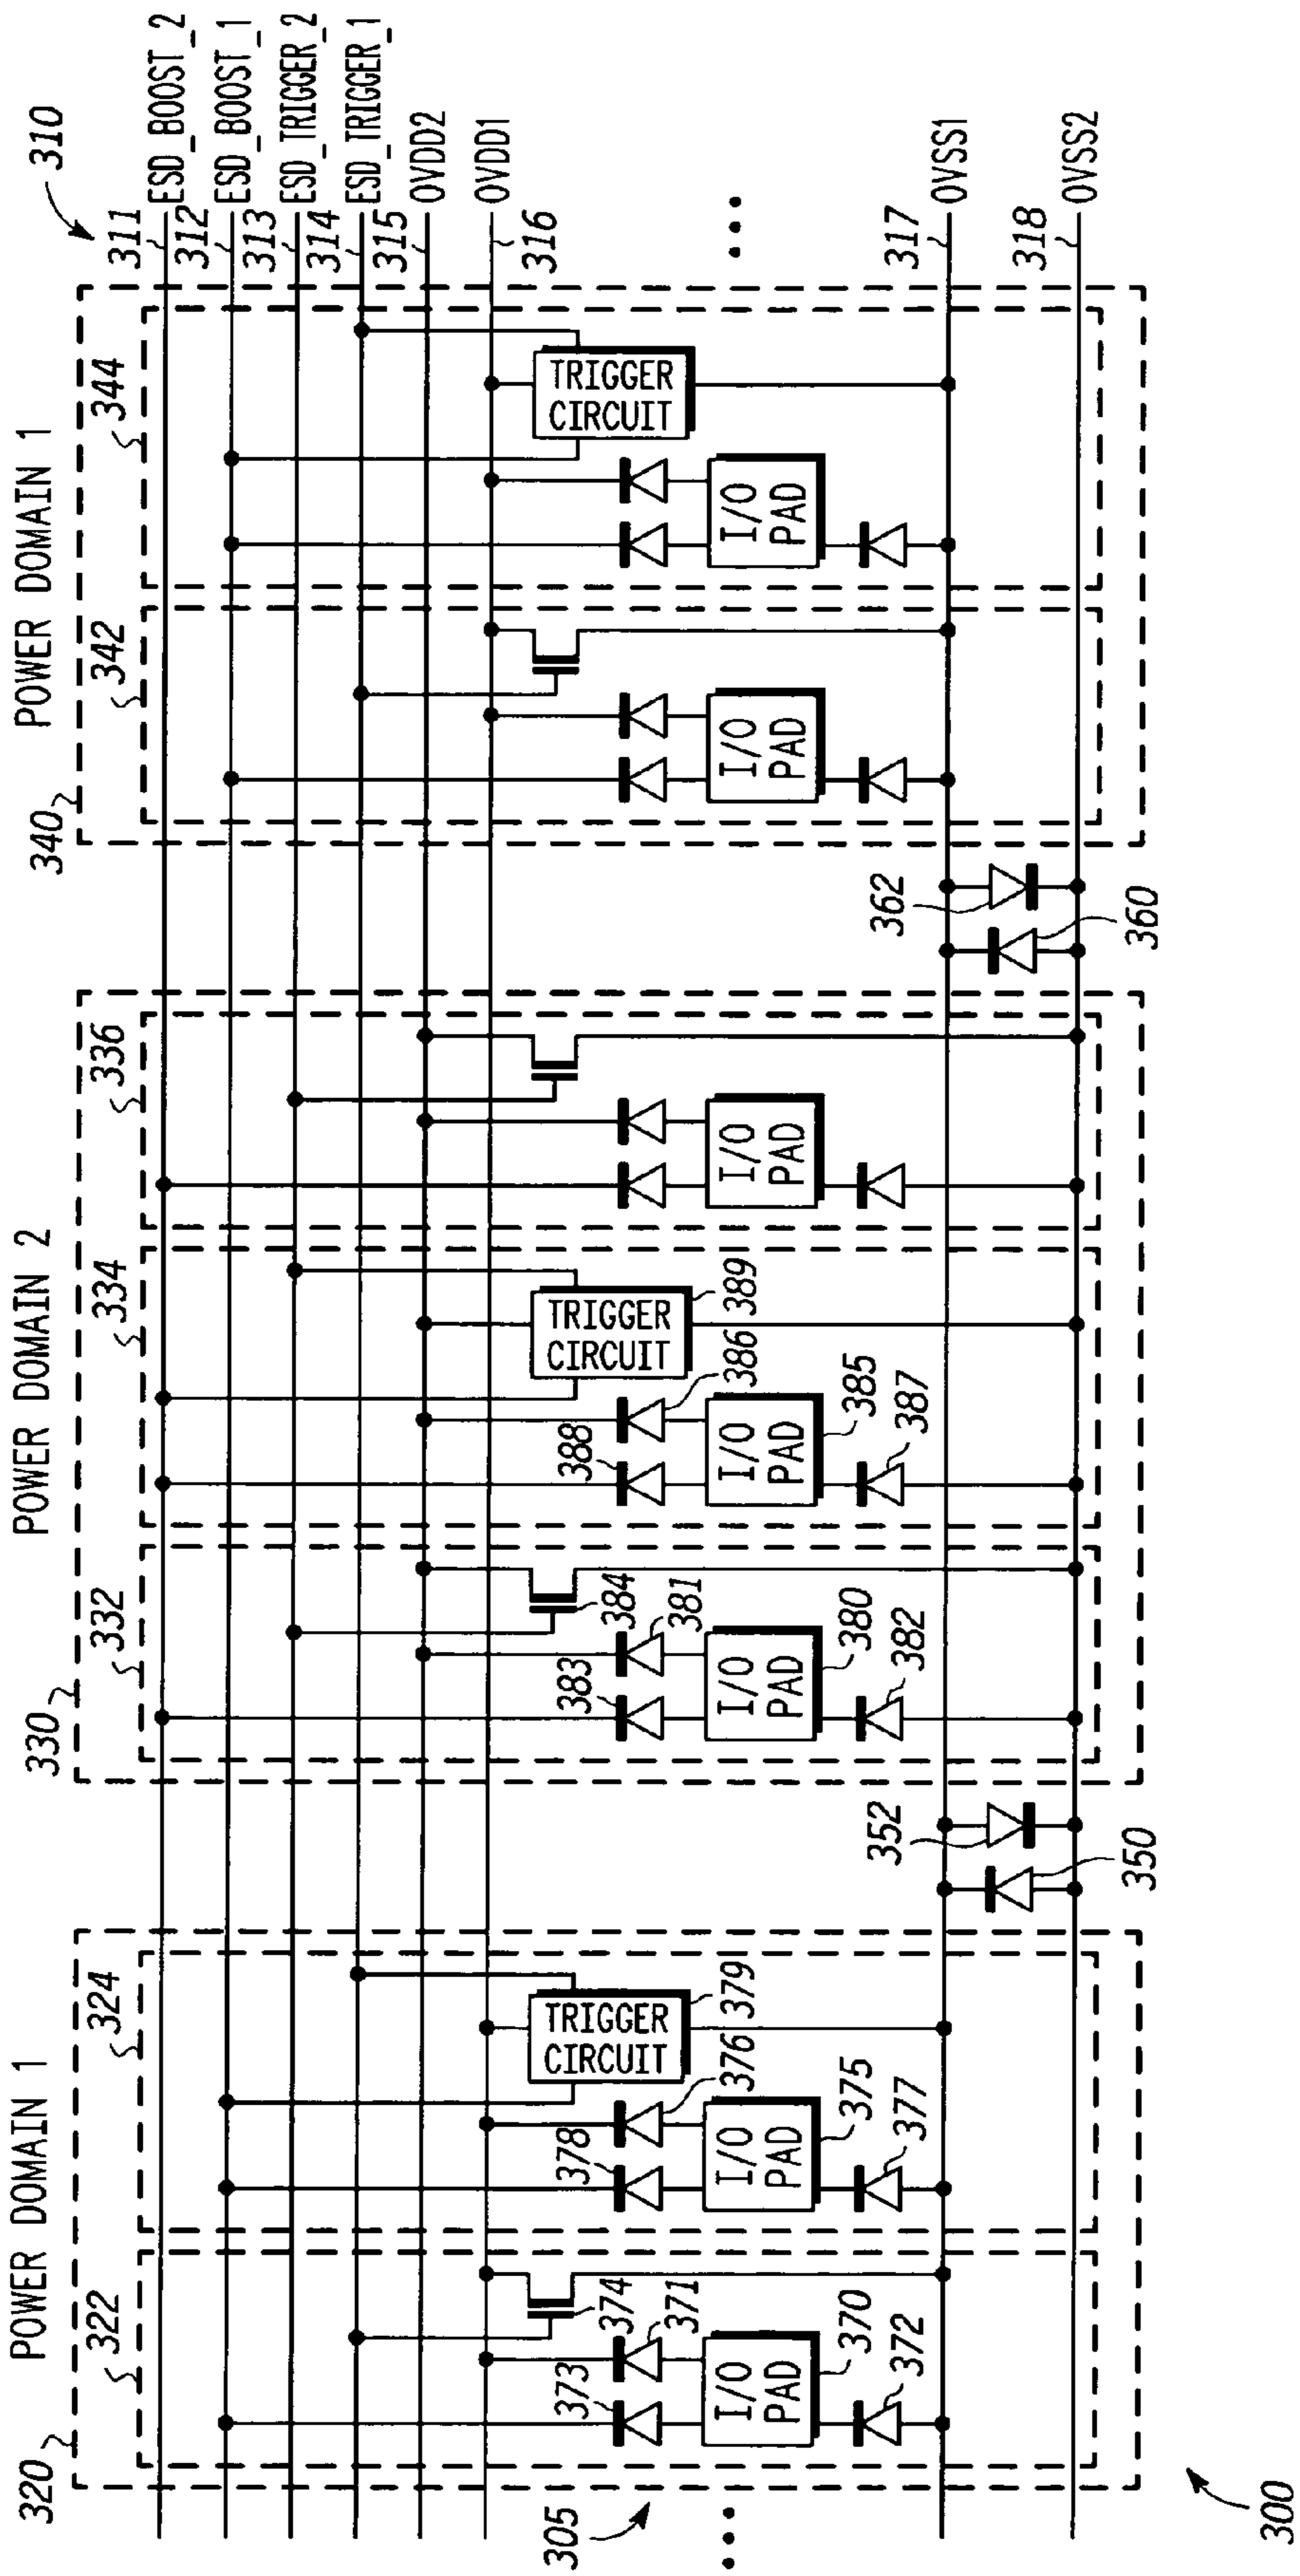 POWER DOMAIN 1
POWER DOMAIN 2
POWER DOMAIN 1
310
320
322
324
330
332
334
336
340
342
344
311
ESD_BOOST_2
312
ESD_BOOST_1
313
ESD_TRIGGER_2
314
ESD_TRIGGER_1
315
OVDD2
316
OVDD1
317
OVSS1
318
OVSS2
305
373
374
371
I/O
PAD
370
372
378
TRIGGER
CIRCUIT
379
376
I/O
PAD
375
377
352
350
383
384
381
I/O
PAD
380
382
388
TRIGGER
CIRCUIT
389
386
I/O
PAD
385
387
I/O
PAD
362
360
I/O
PAD
TRIGGER
CIRCUIT
I/O
PAD
300